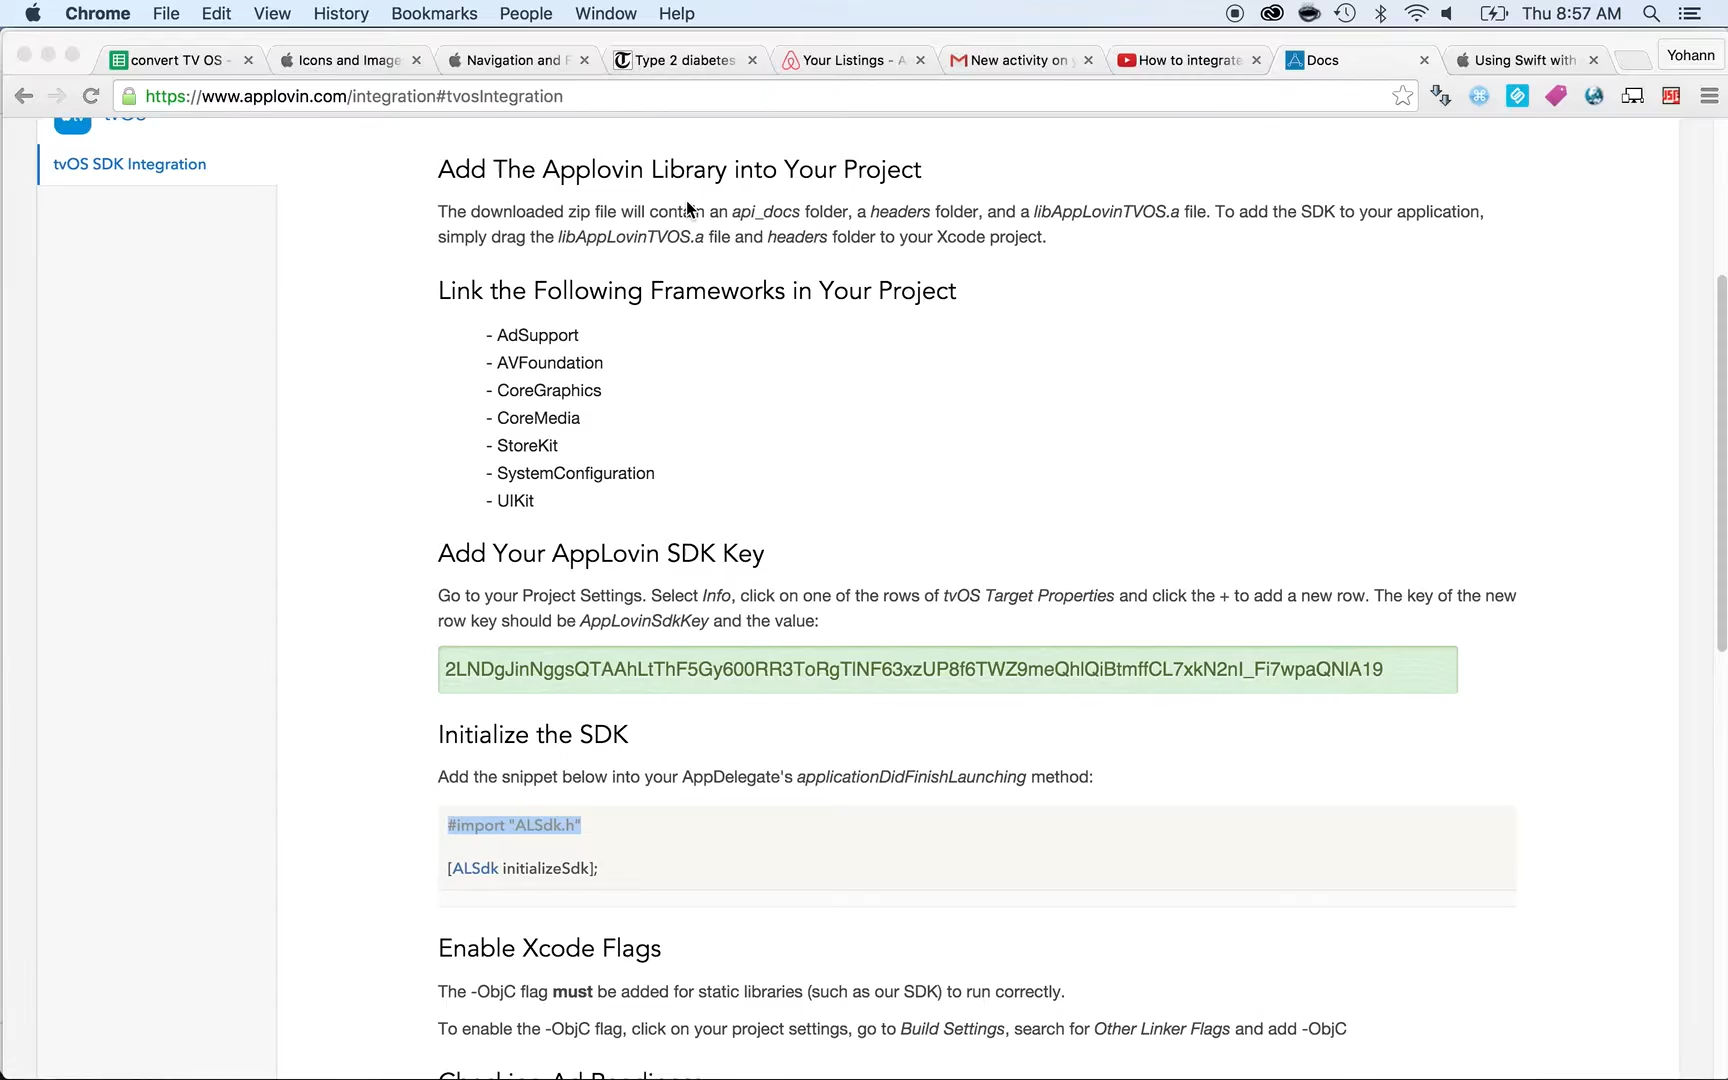 Chrome File Edit View History Bookmarks People Window Help Thu 8:57 AM
convert TV OS - Icons and Image Navigation and F Type 2 diabetes Your Listings - A New activity on y How to integrate Docs Using Swift with Yohann
https://www.applovin.com/integration#tvosIntegration
tvOS
tvOS SDK Integration
Add The Applovin Library into Your Project
The downloaded zip file will contain an api_docs folder, a headers folder, and a libAppLovinTVOS.a file. To add the SDK to your application,
simply drag the libAppLovinTVOS.a file and headers folder to your Xcode project.
Link the Following Frameworks in Your Project
- AdSupport
- AVFoundation
- CoreGraphics
- CoreMedia
- StoreKit
- SystemConfiguration
- UIKit
Add Your AppLovin SDK Key
Go to your Project Settings. Select Info, click on one of the rows of tvOS Target Properties and click the + to add a new row. The key of the new
row key should be AppLovinSdkKey and the value:
2LNDgJinNggsQTAAhLtThF5Gy600RR3ToRgTlNF63xzUP8f6TWZ9meQhlQiBtmffCL7xkN2nI_Fi7wpaQNlA19
Initialize the SDK
Add the snippet below into your AppDelegate's applicationDidFinishLaunching method:
#import "ALSdk.h"
[ALSdk initializeSdk];
Enable Xcode Flags
The -ObjC flag must be added for static libraries (such as our SDK) to run correctly.
To enable the -ObjC flag, click on your project settings, go to Build Settings, search for Other Linker Flags and add -ObjC
Checking Ad Readiness